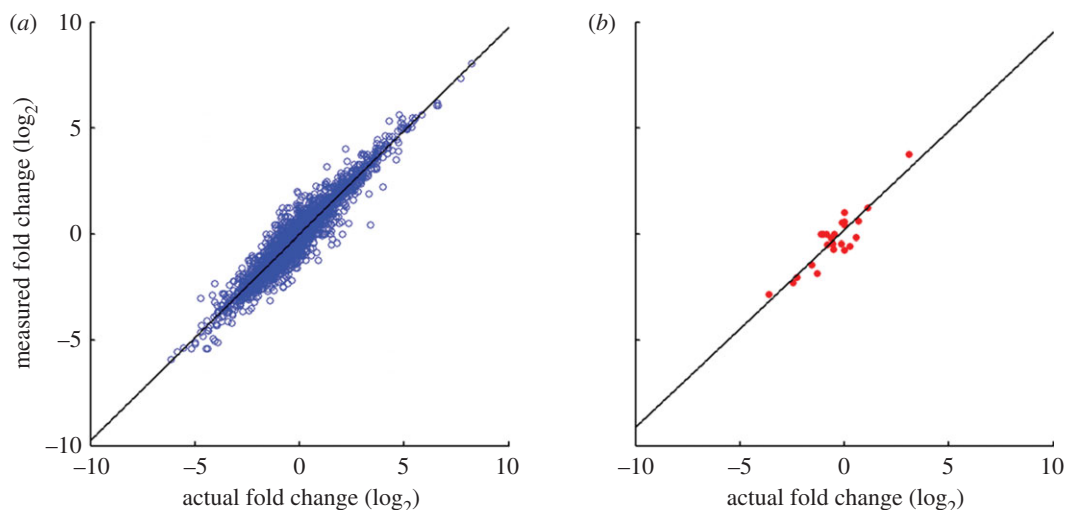 (a)
10
5
0
−5
−10
measured fold change (log2)
−10 −5 0 5 10
actual fold change (log2)
(b)
−10 −5 0 5 10
actual fold change (log2)